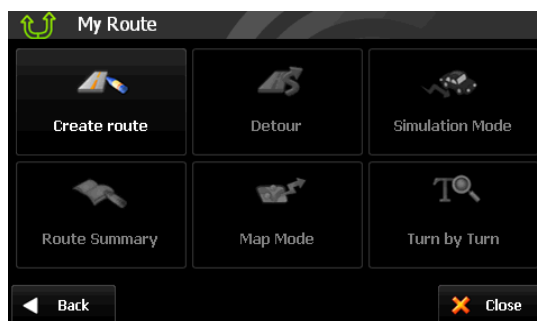 My Route
Create route
Detour
Simulation Mode
Route Summary
Map Mode
Turn by Turn
Back
Close